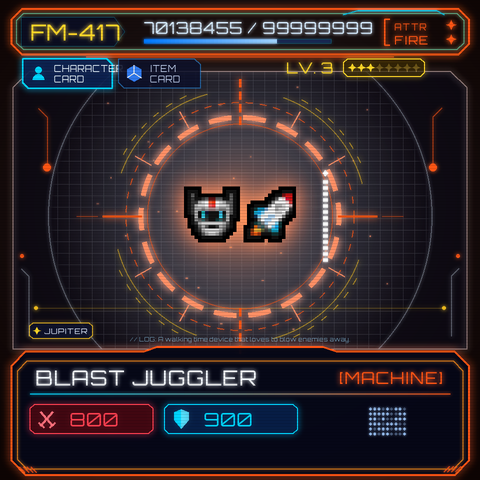 FM-417
70138455 / 99999999
ATTR
FIRE
CHARACTER
CARD
ITEM
CARD
LV. 3
JUPITER
// LOG: A walking time device that loves to blow enemies away
BLAST JUGGLER
[MACHINE]
800
900